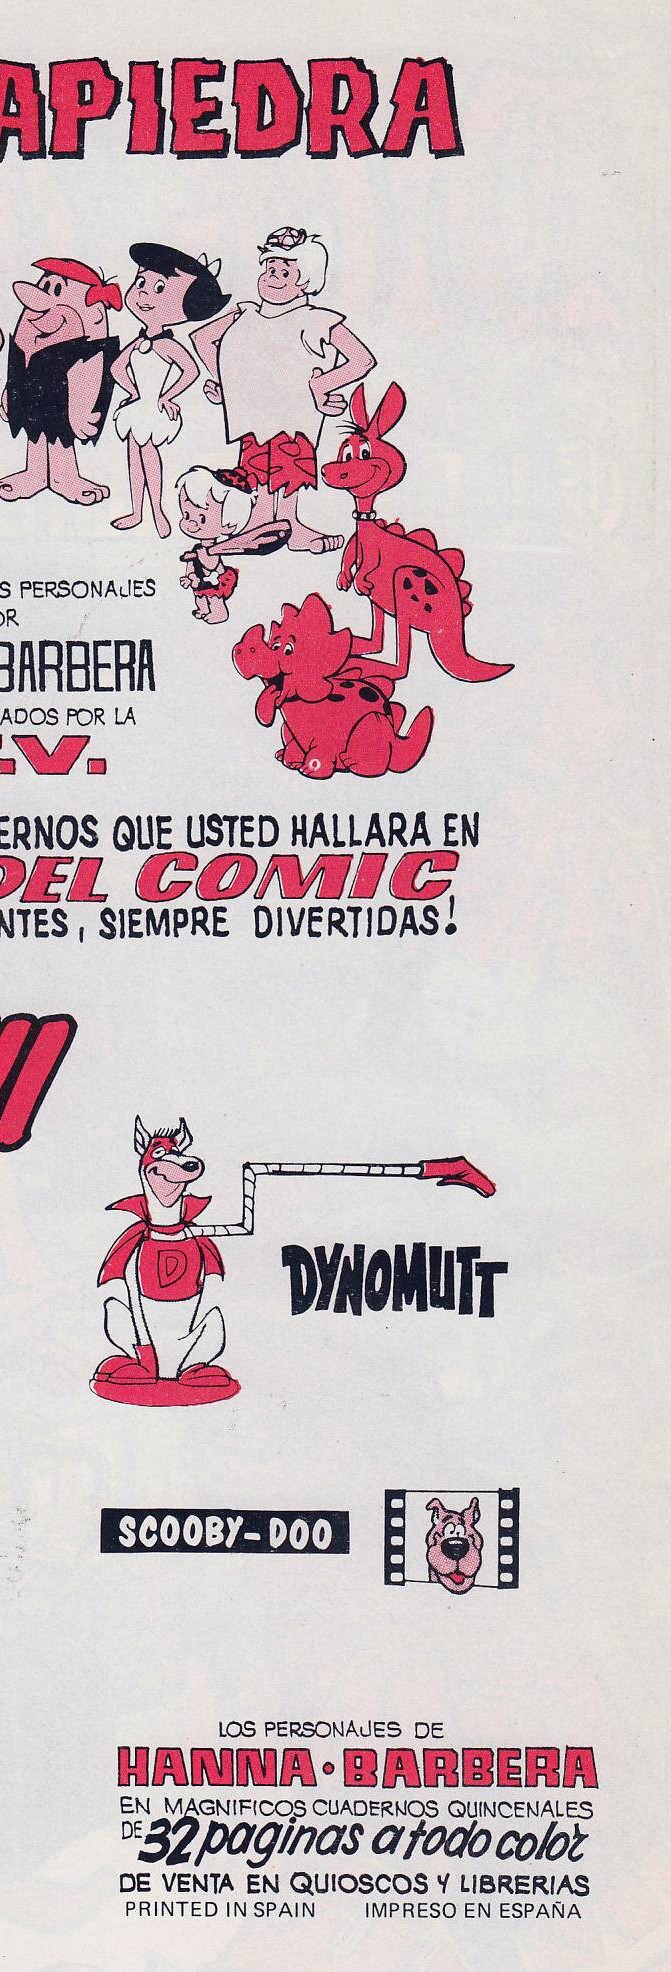 APIEDRA
S PERSONAJES
OR
BARBERA
ADOS POR LA
.V.
ERNOS QUE USTED HALLARA EN
DEL COMIC
NTES, SIEMPRE DIVERTIDAS!
D
DYNOMUTT
SCOOBY-DOO
LOS PERSONAJES DE
HANNA·BARBERA
EN MAGNIFICOS CUADERNOS QUINCENALES
DE 32 paginas a todo color
DE VENTA EN QUIOSCOS Y LIBRERIAS
PRINTED IN SPAIN IMPRESO EN ESPAÑA